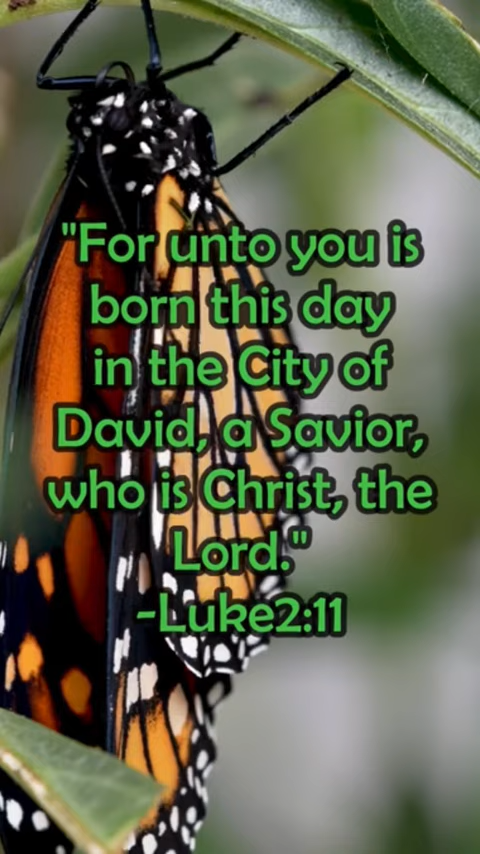 "For unto you is
born this day
in the City of
David, a Savior,
who is Christ, the
Lord."
-Luke2:11